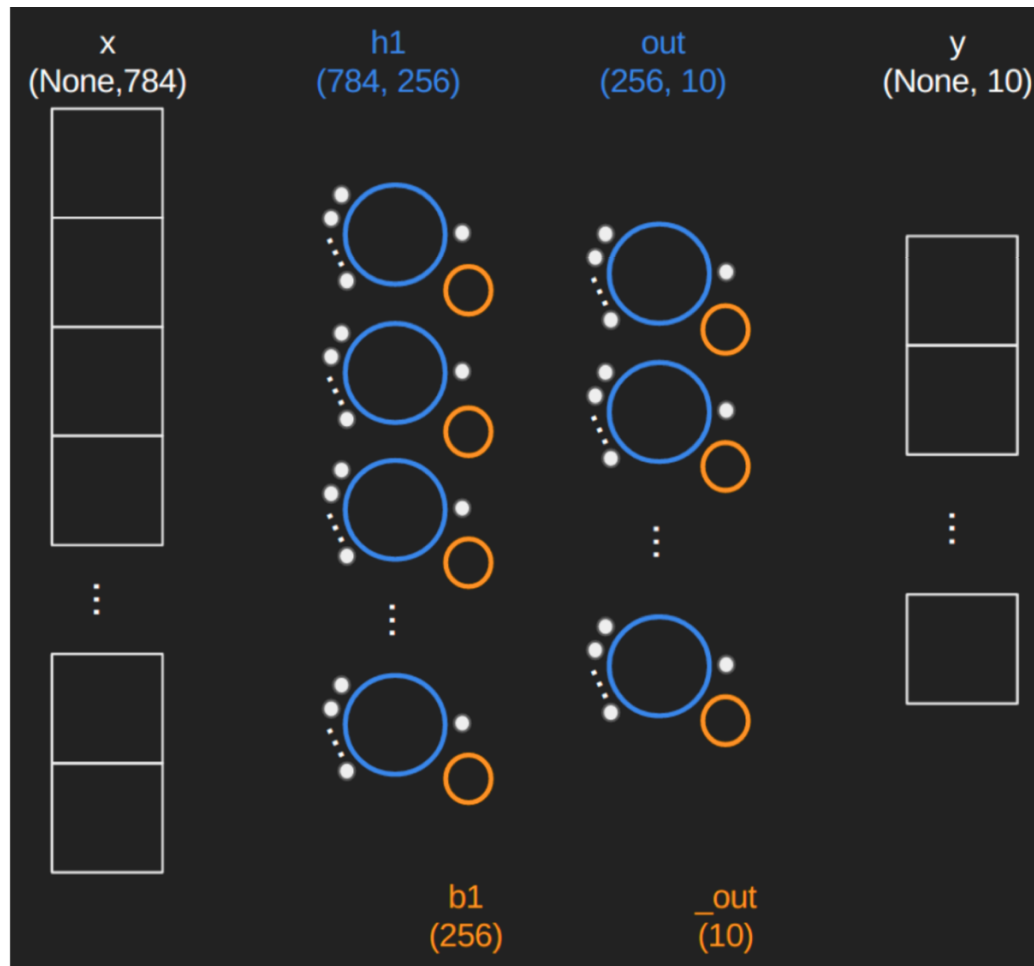 x
(None,784)
h1
(784, 256)
out
(256, 10)
y
(None, 10)
b1
(256)
_out
(10)